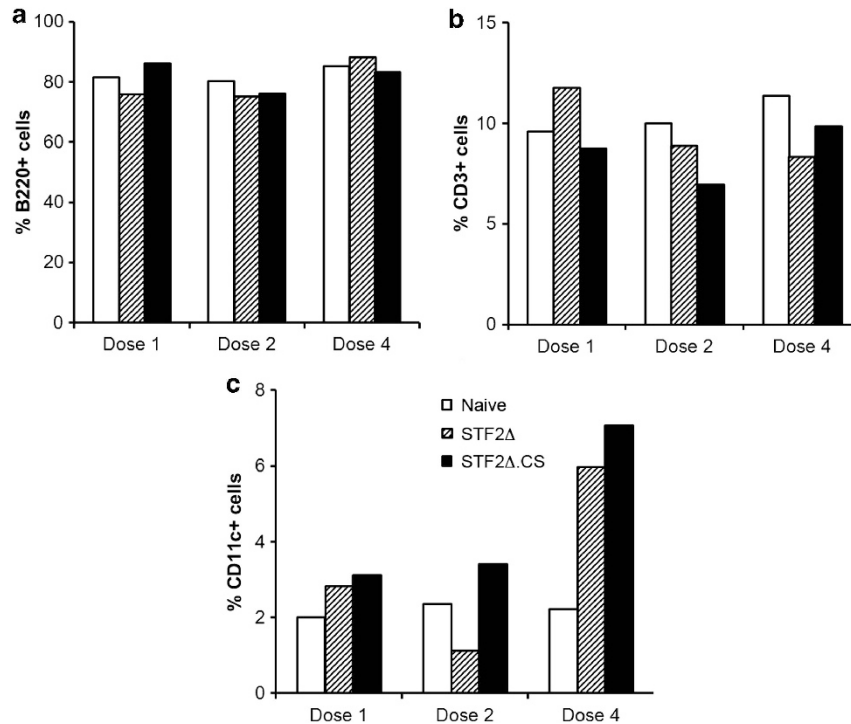 a
% B220+ cells
100
80
60
40
20
0
Dose 1 Dose 2 Dose 4
b
% CD3+ cells
15
10
5
0
Dose 1 Dose 2 Dose 4
c
% CD11c+ cells
8
6
4
2
0
Naive
STF2Δ
STF2Δ.CS
Dose 1 Dose 2 Dose 4